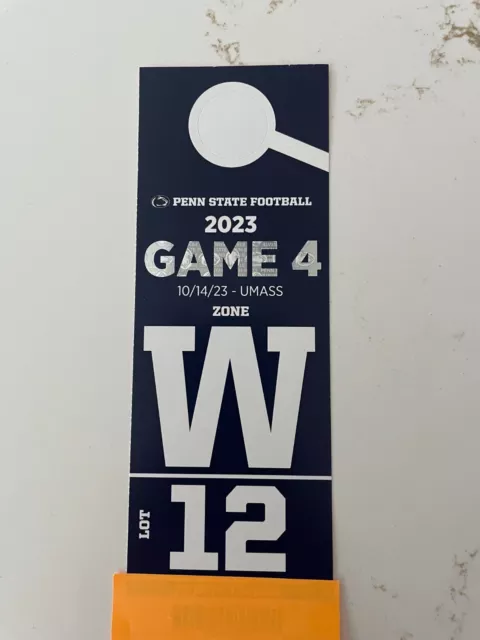 PENN STATE FOOTBALL
2023
GAME 4
10/14/23 - UMASS
ZONE
W
LOT
12